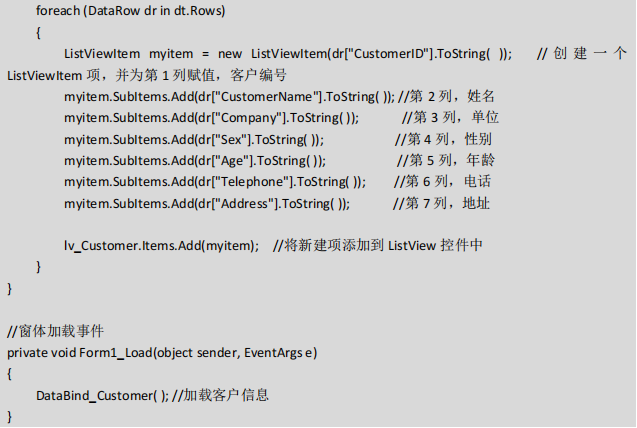 foreach (DataRow dr in dt.Rows)
{
ListViewItem myitem = new ListViewItem(dr["CustomerID"].ToString( )); //创建一个
ListViewItem 项，并为第 1 列赋值，客户编号
myitem.SubItems.Add(dr["CustomerName"].ToString( )); //第 2 列，姓名
myitem.SubItems.Add(dr["Company"].ToString( )); //第 3 列，单位
myitem.SubItems.Add(dr["Sex"].ToString( )); //第 4 列，性别
myitem.SubItems.Add(dr["Age"].ToString( )); //第 5 列，年龄
myitem.SubItems.Add(dr["Telephone"].ToString( )); //第 6 列，电话
myitem.SubItems.Add(dr["Address"].ToString( )); //第 7 列，地址
lv_Customer.Items.Add(myitem); //将新建项添加到 ListView 控件中
}
}
//窗体加载事件
private void Form1_Load(object sender, EventArgs e)
{
DataBind_Customer( ); //加载客户信息
}